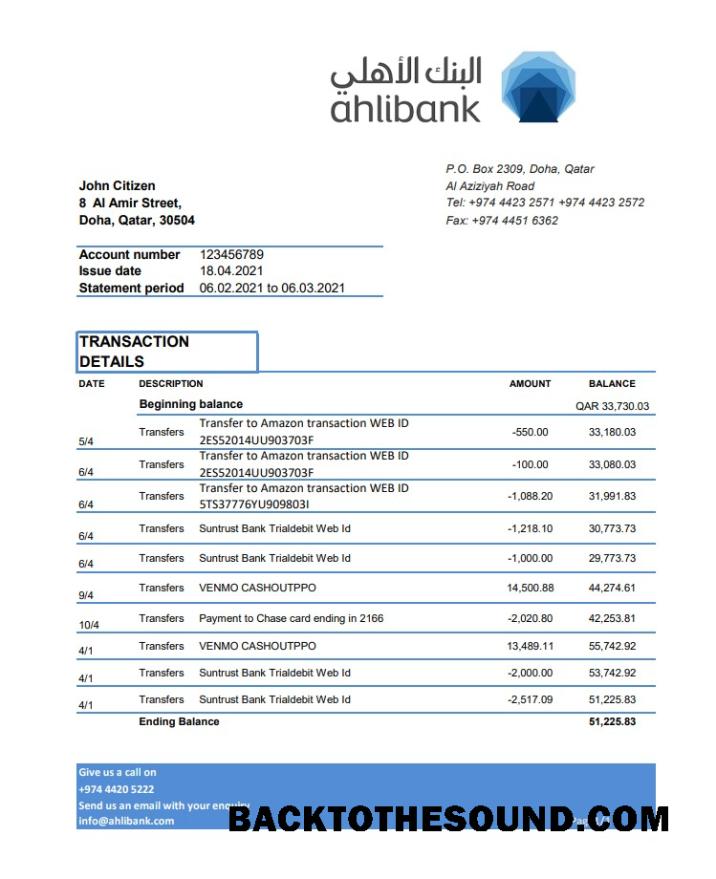 البنك الأهلي
ahlibank
P.O. Box 2309, Doha, Qatar
Al Aziziyah Road
Tel: +974 4423 2571 +974 4423 2572
Fax: +974 4451 6362
John Citizen
8 Al Amir Street,
Doha, Qatar, 30504
Account number 123456789
Issue date 18.04.2021
Statement period 06.02.2021 to 06.03.2021
TRANSACTION
DETAILS
DATE DESCRIPTION AMOUNT BALANCE
Beginning balance QAR 33,730.03
5/4 Transfers Transfer to Amazon transaction WEB ID
2ES52014UU903703F -550.00 33,180.03
6/4 Transfers Transfer to Amazon transaction WEB ID
2ES52014UU903703F -100.00 33,080.03
6/4 Transfers Transfer to Amazon transaction WEB ID
5TS37776YU909803I -1,088.20 31,991.83
6/4 Transfers Suntrust Bank Trialdebit Web Id -1,218.10 30,773.73
6/4 Transfers Suntrust Bank Trialdebit Web Id -1,000.00 29,773.73
9/4 Transfers VENMO CASHOUTPPO 14,500.88 44,274.61
10/4 Transfers Payment to Chase card ending in 2166 -2,020.80 42,253.81
4/1 Transfers VENMO CASHOUTPPO 13,489.11 55,742.92
4/1 Transfers Suntrust Bank Trialdebit Web Id -2,000.00 53,742.92
4/1 Transfers Suntrust Bank Trialdebit Web Id -2,517.09 51,225.83
Ending Balance 51,225.83
Give us a call on
+974 4420 5222
Send us an email with your enquiry
info@ahlibank.com
BACKTOTHESOUND.COM